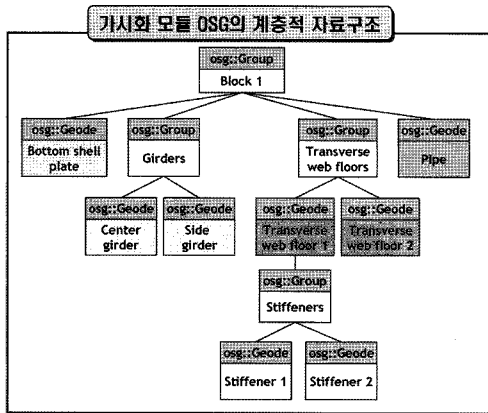 가시화 모듈 OSG의 계층적 자료구조
osg::Group
Block 1
osg::Geode
Bottom shell
plate
osg::Group
Girders
osg::Group
Transverse
web floors
osg::Geode
Pipe
osg::Geode
Center
girder
osg::Geode
Side
girder
osg::Geode
Transverse
web floor 1
osg::Geode
Transverse
web floor 2
osg::Group
Stiffeners
osg::Geode
Stiffener 1
osg::Geode
Stiffener 2